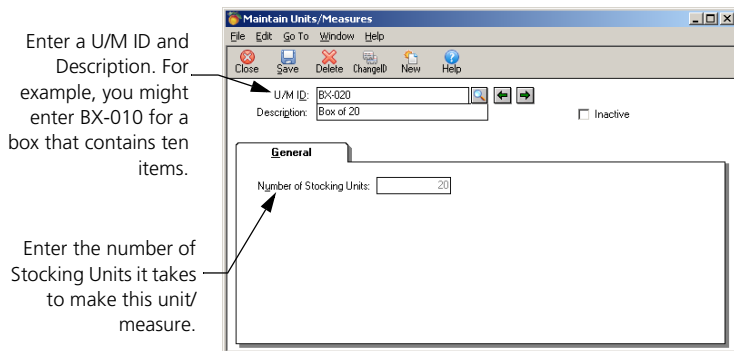 Maintain Units/Measures
File Edit Go To Window Help
Close Save Delete ChangeID New Help
Enter a U/M ID and
Description. For
example, you might
enter BX-010 for a
box that contains ten
items.
U/M ID: BX-020
Description: Box of 20
Inactive
General
Number of Stocking Units: 20
Enter the number of
Stocking Units it takes
to make this unit/
measure.